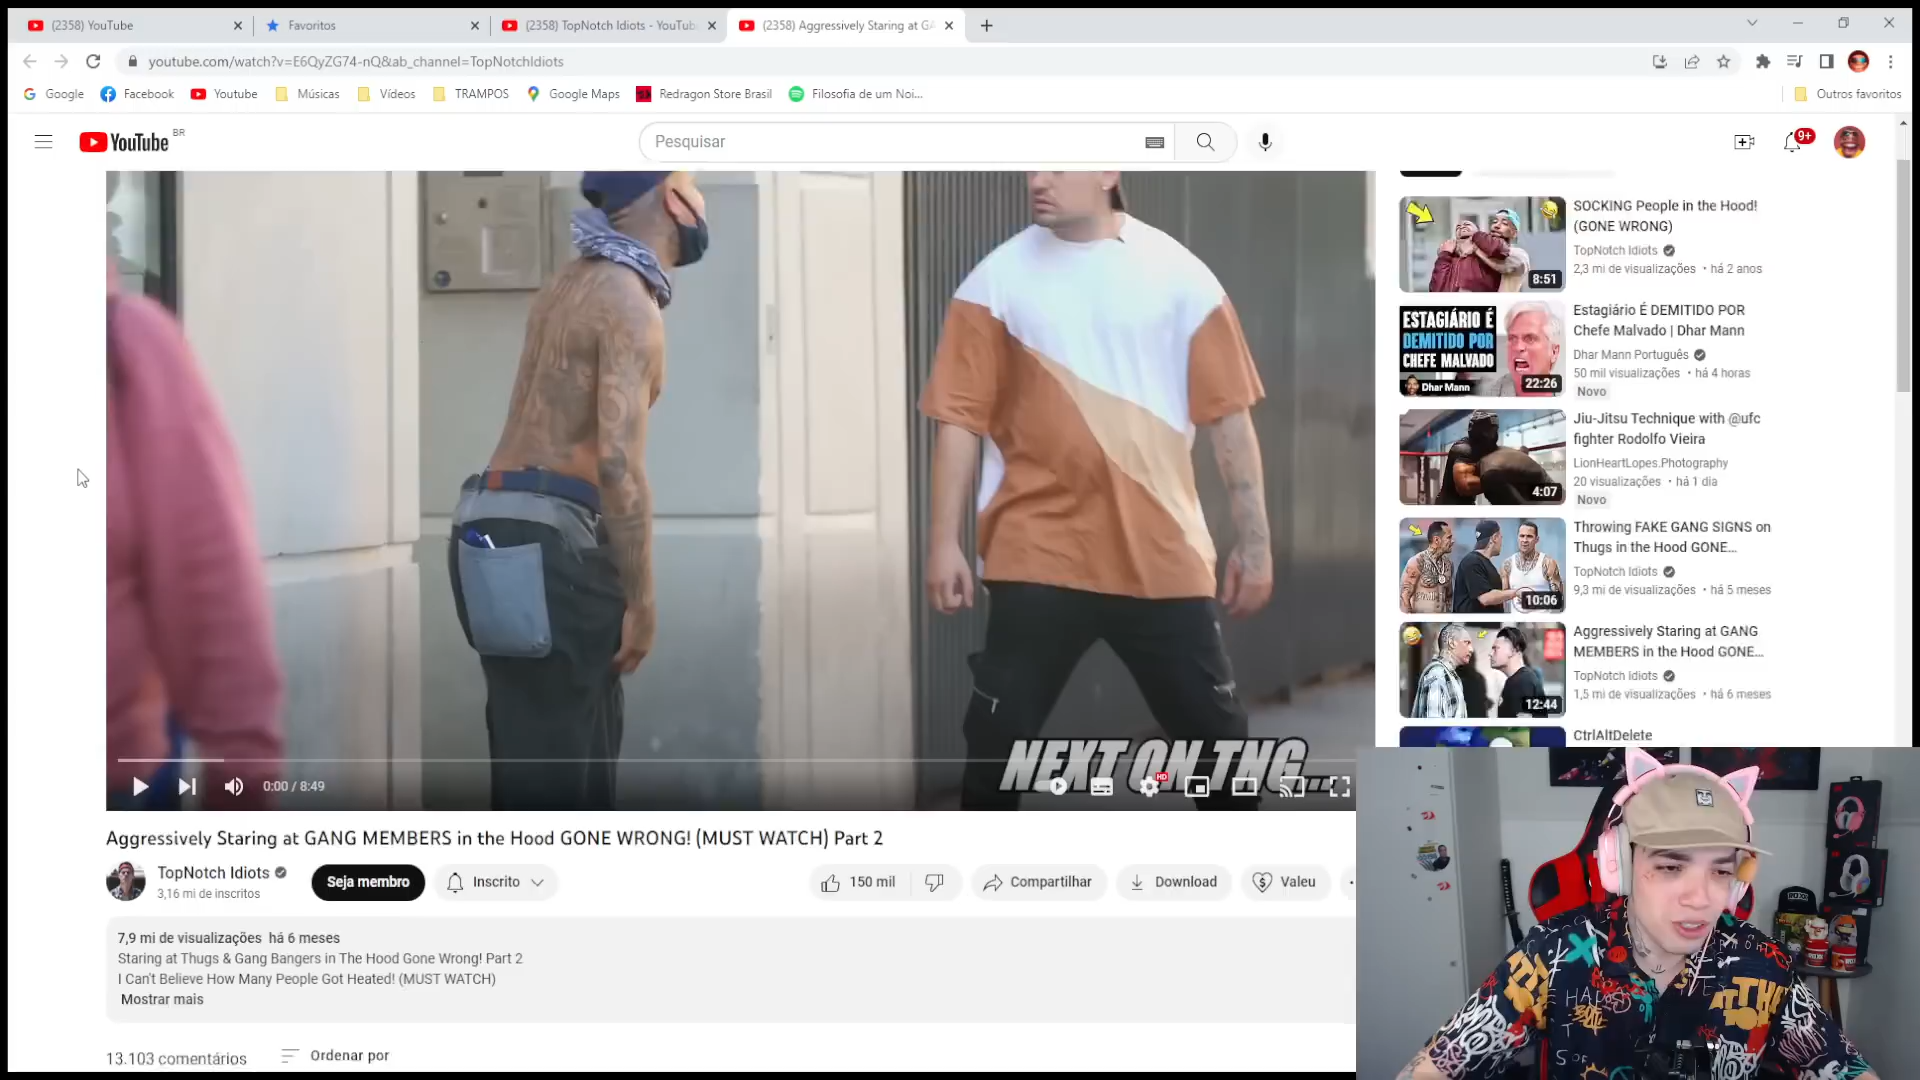 (2358) YouTube
Favoritos
(2358) TopNotch Idiots - YouTub
(2358) Aggressively Staring at GA
youtube.com/watch?v=E6QyZG74-nQ&ab_channel=TopNotchIdiots
Google
Facebook
Youtube
Músicas
Vídeos
TRAMPOS
Google Maps
Redragon Store Brasil
Filosofia de um Noi...
Outros favoritos
YouTube BR
Pesquisar
9+
NEXT ON TNG...
0:00 / 8:49
HD
Aggressively Staring at GANG MEMBERS in the Hood GONE WRONG! (MUST WATCH) Part 2
TopNotch Idiots
3,16 mi de inscritos
Seja membro
Inscrito
150 mil
Compartilhar
Download
Valeu
7,9 mi de visualizações há 6 meses
Staring at Thugs & Gang Bangers in The Hood Gone Wrong! Part 2
I Can't Believe How Many People Got Heated! (MUST WATCH)
Mostrar mais
13.103 comentários
Ordenar por
8:51
SOCKING People in the Hood!
(GONE WRONG)
TopNotch Idiots
2,3 mi de visualizações • há 2 anos
ESTAGIÁRIO É
DEMITIDO POR
CHEFE MALVADO
Dhar Mann
22:26
Estagiário É DEMITIDO POR
Chefe Malvado | Dhar Mann
Dhar Mann Português
50 mil visualizações • há 4 horas
Novo
4:07
Jiu-Jitsu Technique with @ufc
fighter Rodolfo Vieira
LionHeartLopes.Photography
20 visualizações • há 1 dia
Novo
10:06
Throwing FAKE GANG SIGNS on
Thugs in the Hood GONE...
TopNotch Idiots
9,3 mi de visualizações • há 5 meses
12:44
Aggressively Staring at GANG
MEMBERS in the Hood GONE...
TopNotch Idiots
1,5 mi de visualizações • há 6 meses
CtrlAltDelete